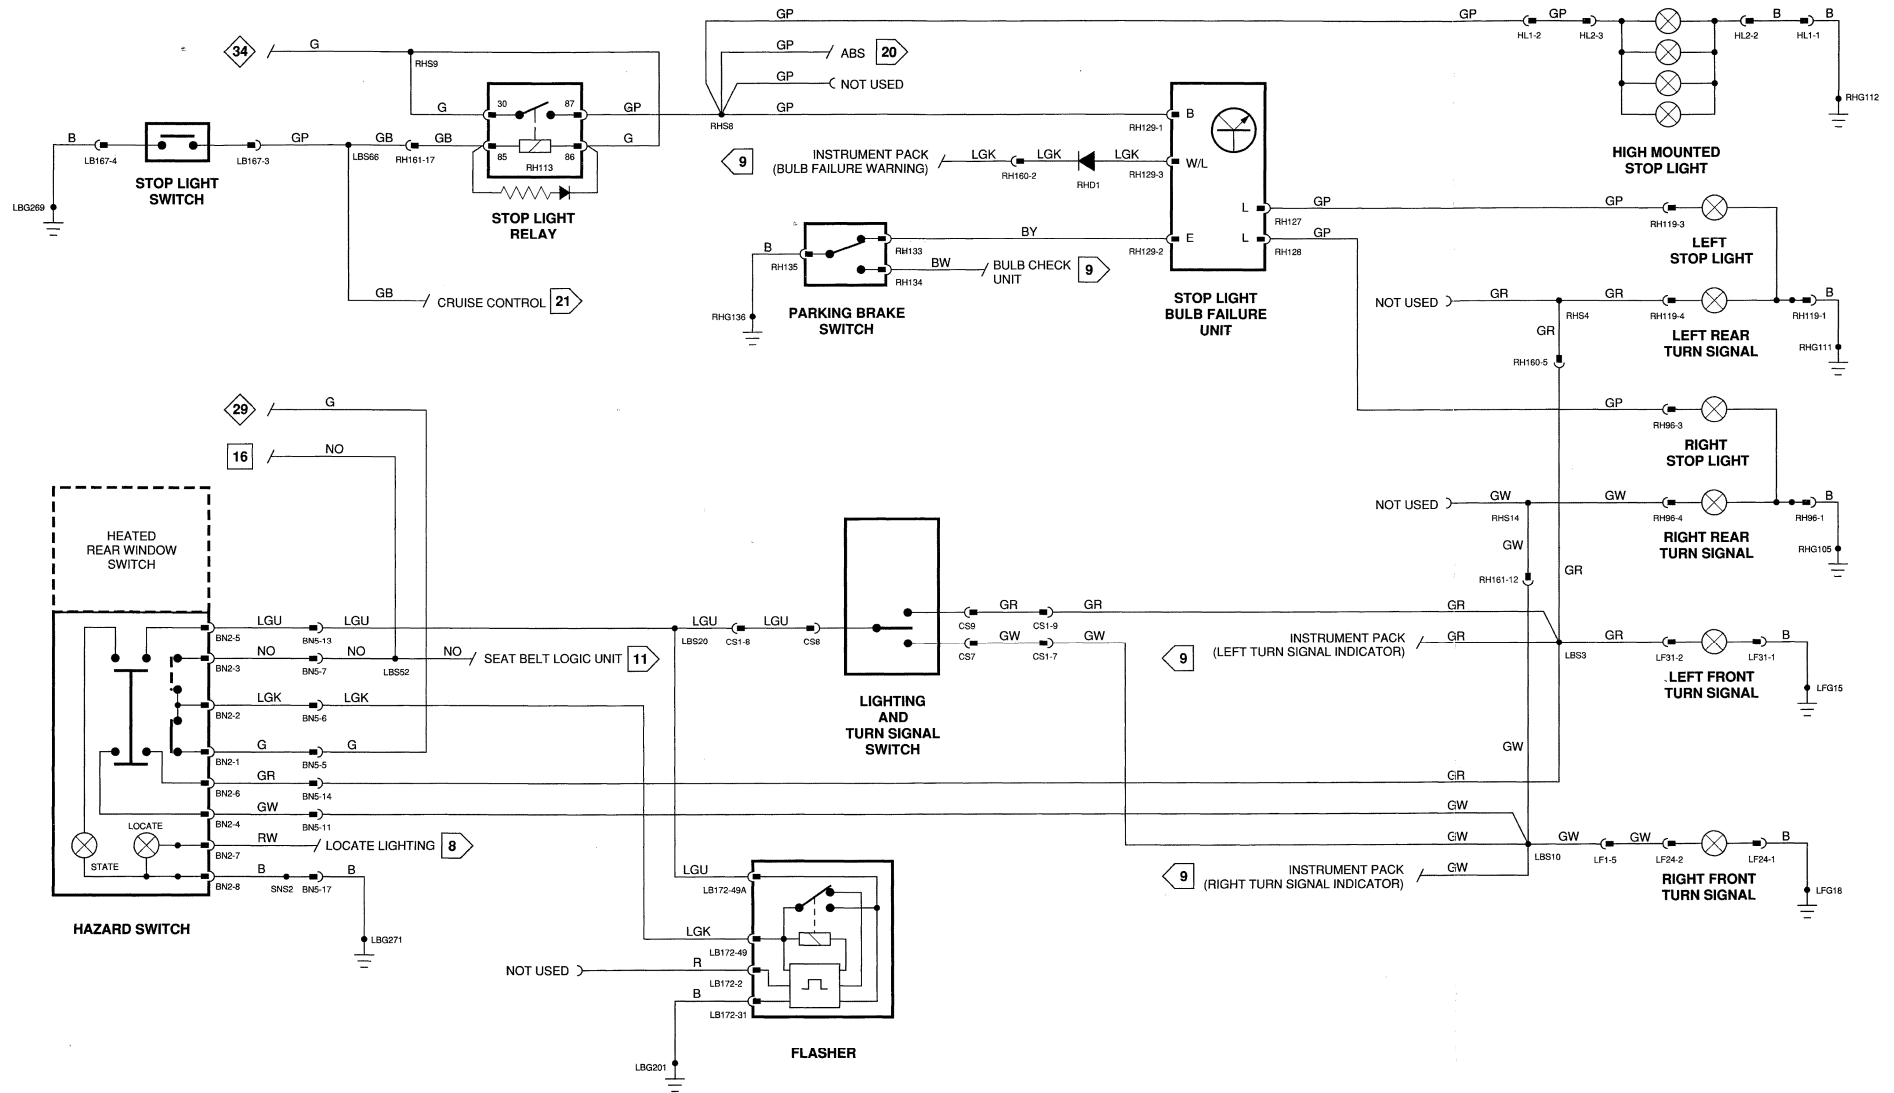 GP
GP
GP
B
B
HL1-2
HL2-3
HL2-2
HL1-1
34
G
RHS9
GP
ABS
20
GP
NOT USED
G
30
87
GP
GP
RHS8
G
85
86
RH113
STOP LIGHT
RELAY
B
LB167-4
LB167-3
GP
GB
GB
LBS66
RH161-17
STOP LIGHT
SWITCH
LBG269
GB
CRUISE CONTROL
21
RH129-1
B
9
INSTRUMENT PACK
(BULB FAILURE WARNING)
LGK
LGK
LGK
RH160-2
RHD1
RH129-3
W/L
RHG112
HIGH MOUNTED
STOP LIGHT
L
RH127
GP
GP
RH119-3
LEFT
STOP LIGHT
B
RH135
RH133
BY
RH129-2
E
L
RH128
GP
RH134
BW
BULB CHECK
UNIT
9
RHG136
PARKING BRAKE
SWITCH
STOP LIGHT
BULB FAILURE
UNIT
NOT USED
GR
GR
B
RHS4
RH119-4
RH119-1
GR
RH160-5
LEFT REAR
TURN SIGNAL
RHG111
29
G
GP
RH96-3
RIGHT
STOP LIGHT
16
NO
NOT USED
GW
GW
B
RHS14
RH96-4
RH96-1
GW
RIGHT REAR
TURN SIGNAL
RHG105
RH161-12
GR
HEATED
REAR WINDOW
SWITCH
BN2-5
LGU
BN5-13
LGU
LBS20
LGU
CS1-8
LGU
CS8
CS9
GR
CS1-9
GR
GR
BN2-3
NO
BN5-7
NO
LBS52
NO
SEAT BELT LOGIC UNIT
11
CS7
GW
CS1-7
GW
9
INSTRUMENT PACK
(LEFT TURN SIGNAL INDICATOR)
GR
LBS3
GR
LF31-2
B
LF31-1
LEFT FRONT
TURN SIGNAL
LFG15
BN2-2
LGK
BN5-6
LGK
LIGHTING
AND
TURN SIGNAL
SWITCH
BN2-1
G
BN5-5
G
GW
BN2-6
GR
BN5-14
GR
BN2-4
GW
BN5-11
GW
LOCATE
STATE
BN2-7
RW
LOCATE LIGHTING
8
GW
LBS10
GW
LF1-5
GW
LF24-2
B
LF24-1
BN2-8
B
SNS2
BN5-17
B
LBG271
HAZARD SWITCH
9
INSTRUMENT PACK
(RIGHT TURN SIGNAL INDICATOR)
GW
RIGHT FRONT
TURN SIGNAL
LFG18
LGU
LB172-49A
LGK
LB172-49
NOT USED
R
LB172-2
B
LB172-31
LBG201
FLASHER